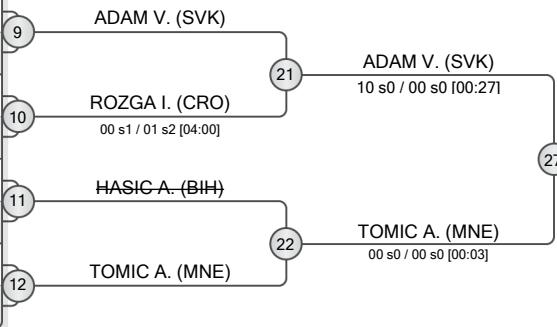 9
ADAM V. (SVK)
21
ADAM V. (SVK)
10 s0 / 00 s0 [00:27]
10
ROZGA I. (CRO)
00 s1 / 01 s2 [04:00]
27
11
HASIC A. (BIH)
22
TOMIC A. (MNE)
00 s0 / 00 s0 [00:03]
12
TOMIC A. (MNE)